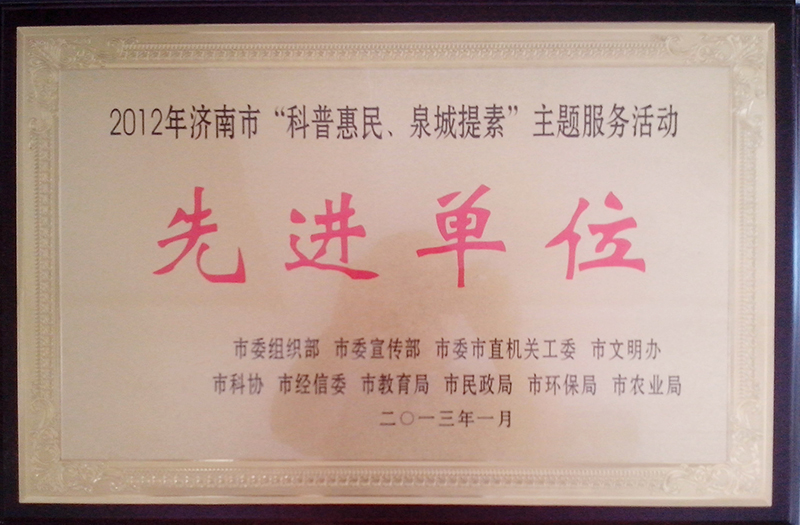 2012年济南市“科普惠民、泉城提素”主题服务活动
先进单位
市委组织部 市委宣传部 市委市直机关工委 市文明办
市科协 市经信委 市教育局 市民政局 市环保局 市农业局
二〇一三年一月